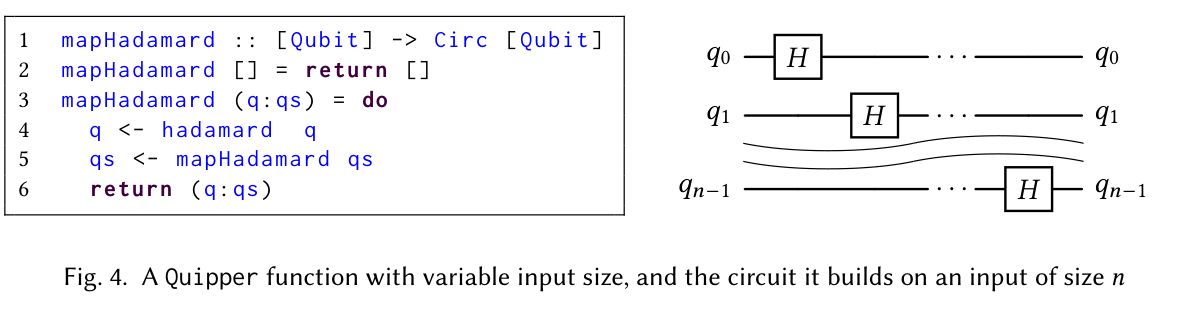 1 mapHadamard :: [Qubit] -> Circ [Qubit]
2 mapHadamard [] = return []
3 mapHadamard (q:qs) = do
4 q <- hadamard q
5 qs <- mapHadamard qs
6 return (q:qs)
q₀ H ··· q₀
q₁ H ··· q₁
qₙ₋₁ ··· H qₙ₋₁
Fig. 4. A Quipper function with variable input size, and the circuit it builds on an input of size n